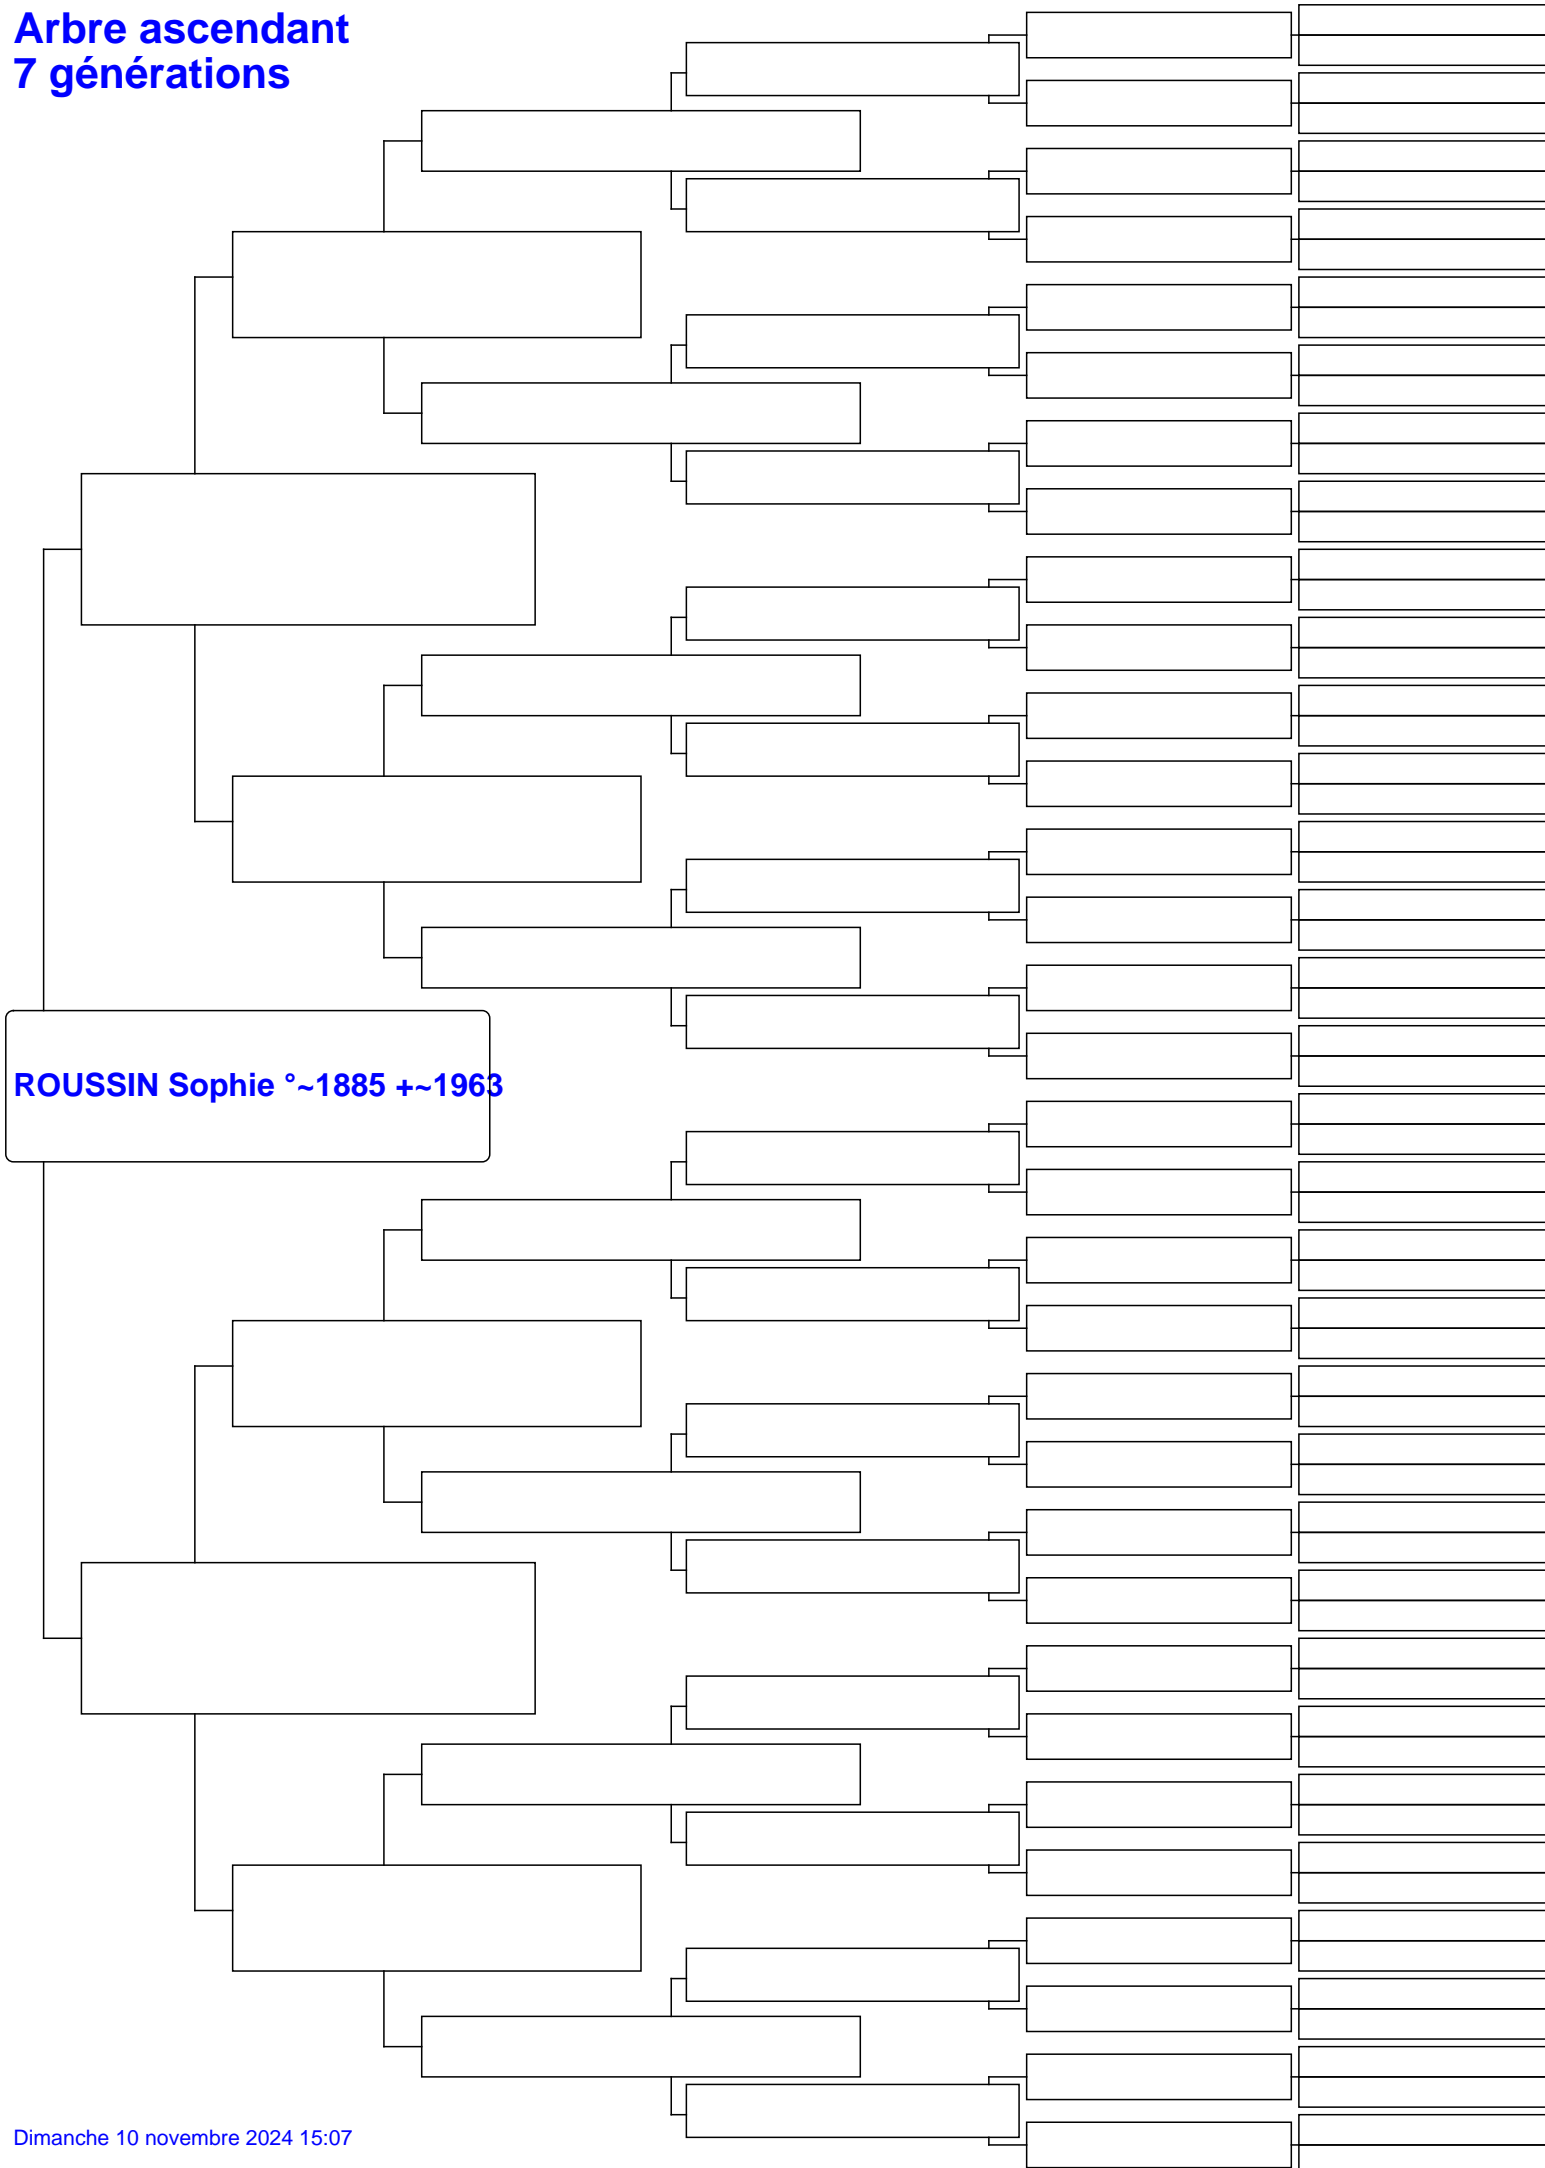 Arbre ascendant
7 générations
ROUSSIN Sophie °~1885 +~1963
Dimanche 10 novembre 2024 15:07